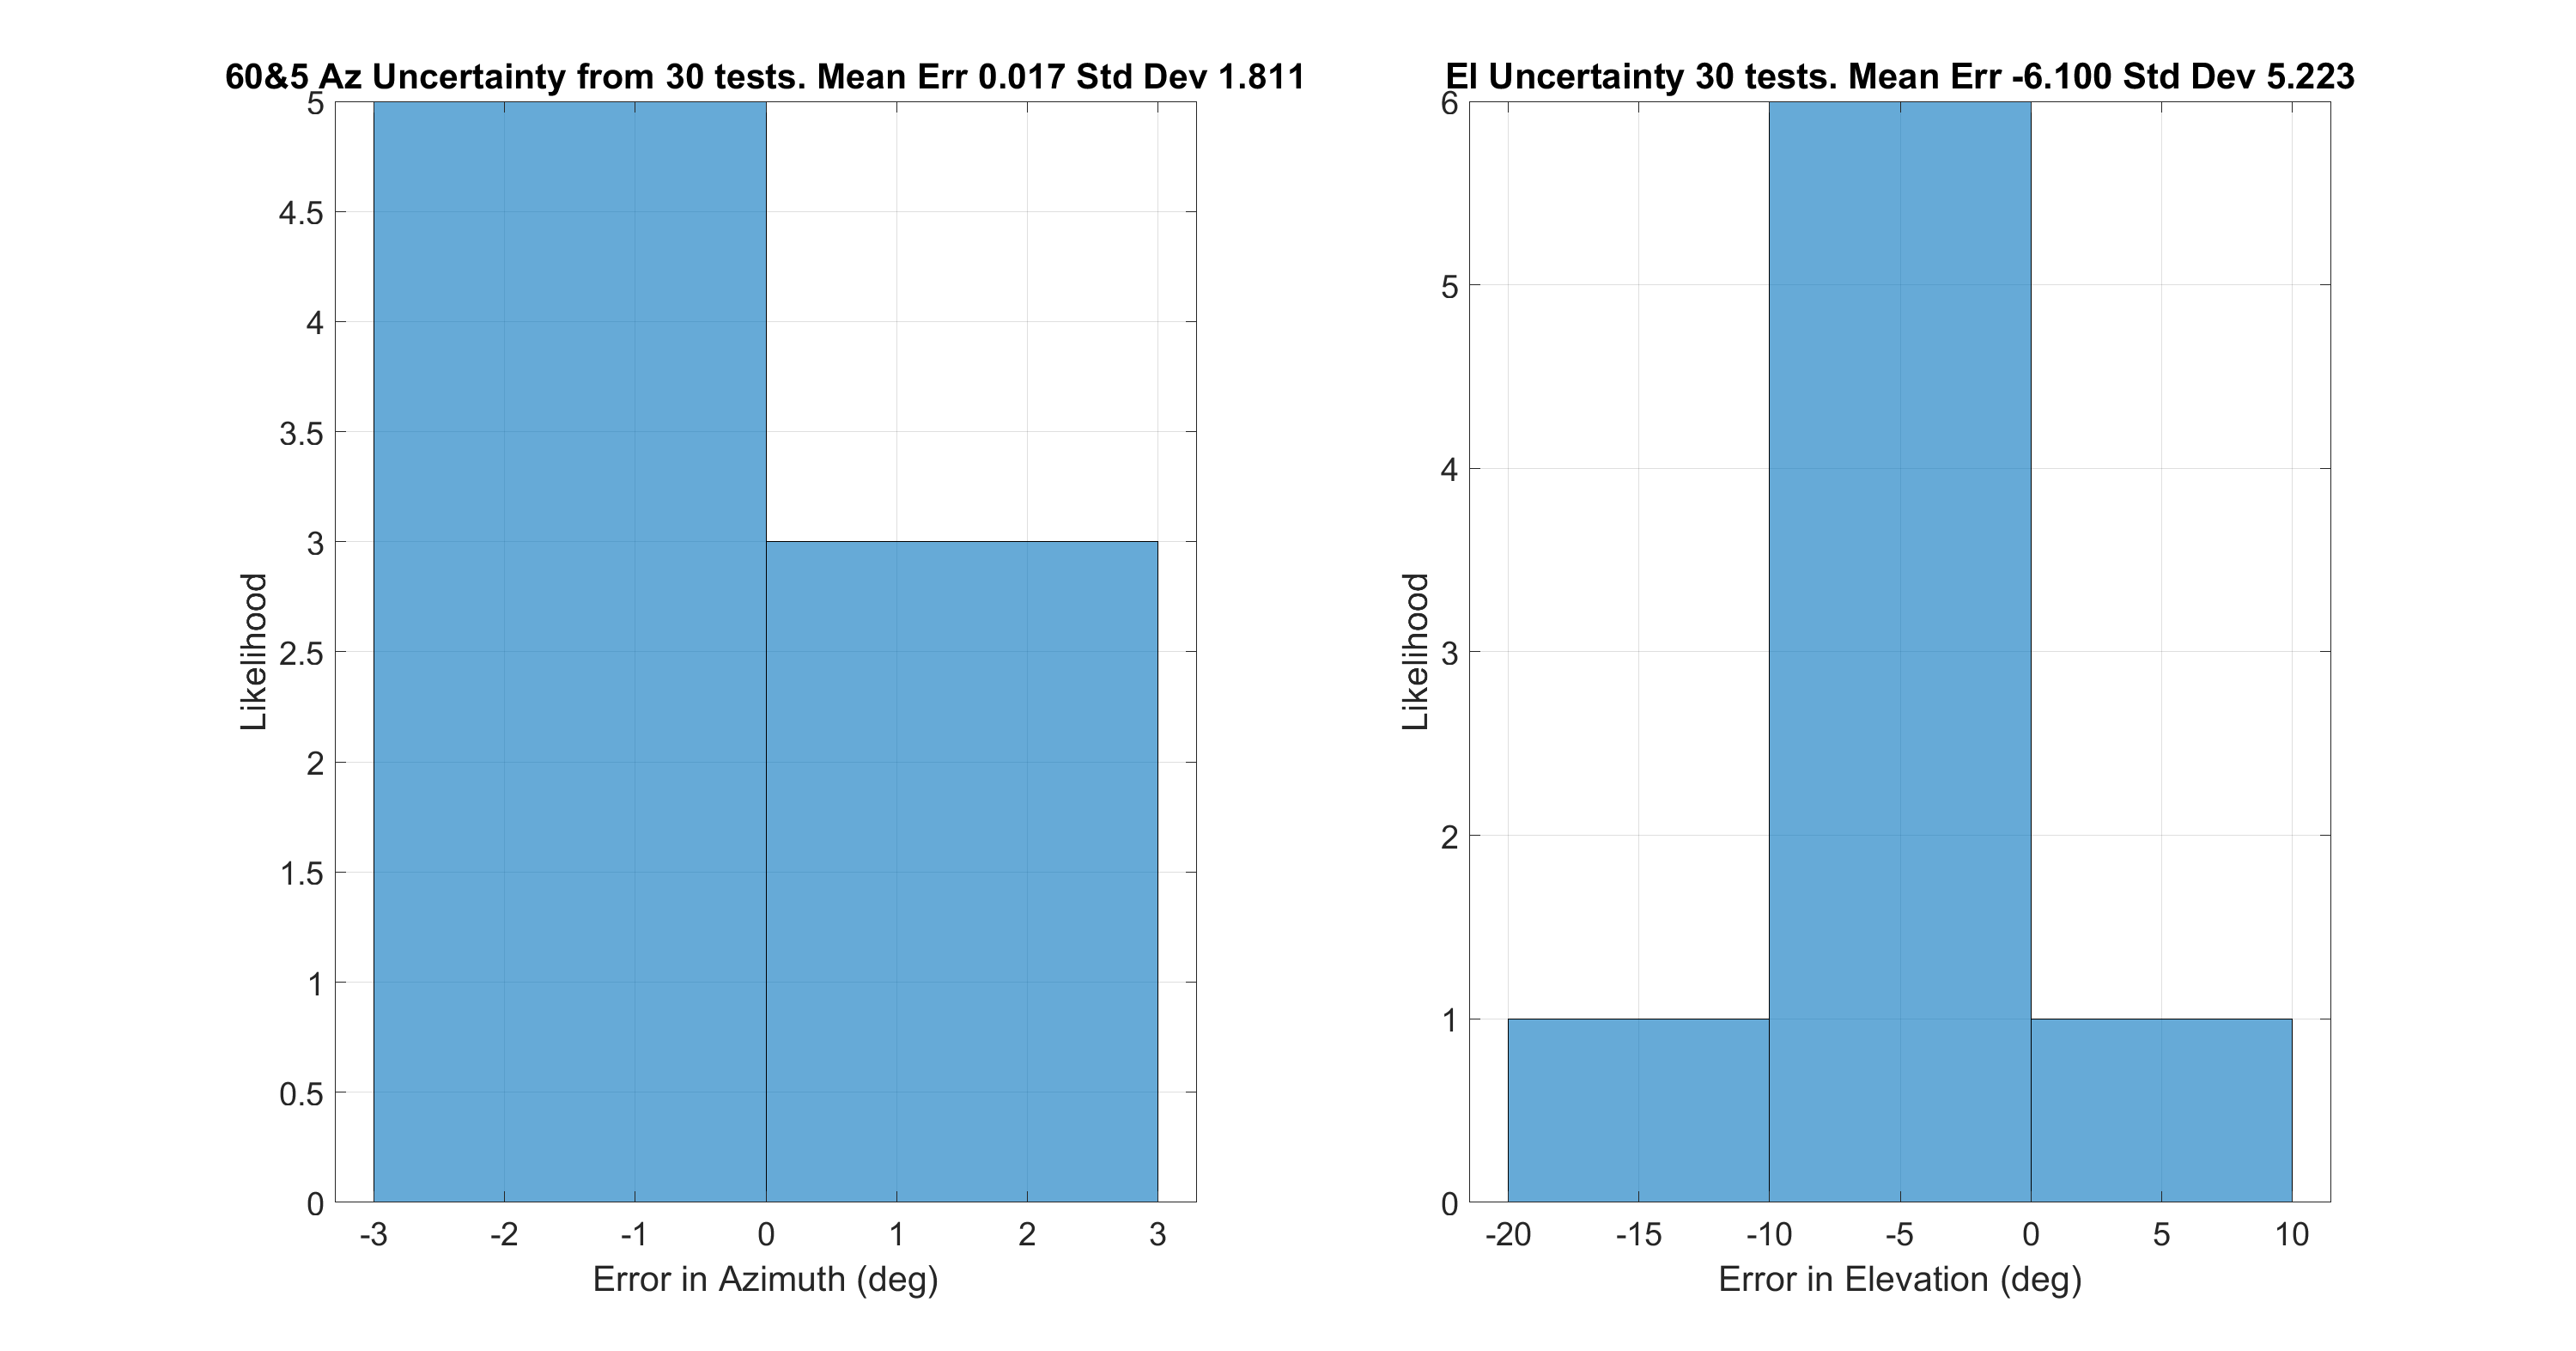 60&5 Az Uncertainty from 30 tests. Mean Err 0.017 Std Dev 1.811
5
4.5
4
3.5
3
2.5
2
1.5
1
0.5
0
Likelihood
-3 -2 -1 0 1 2 3
Error in Azimuth (deg)
El Uncertainty 30 tests. Mean Err -6.100 Std Dev 5.223
6
5
4
3
2
1
0
Likelihood
-20 -15 -10 -5 0 5 10
Error in Elevation (deg)